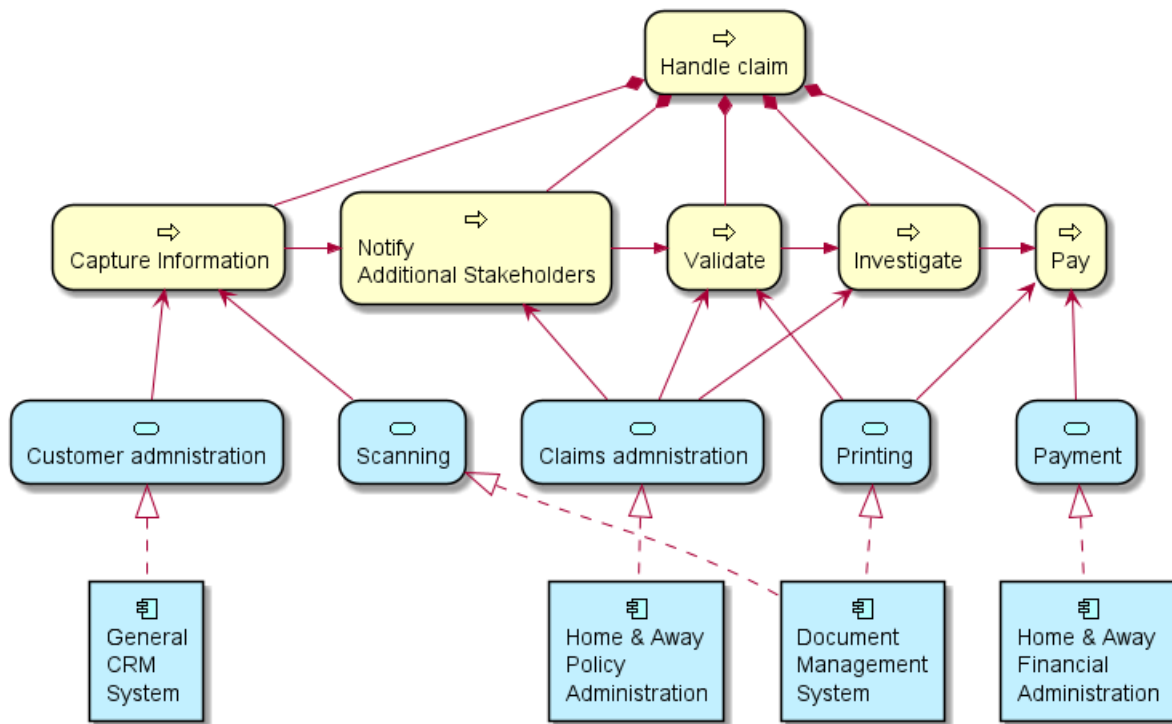 Handle claim
Capture Information
Notify
Additional Stakeholders
Validate
Investigate
Pay
Customer admnistration
Scanning
Claims admnistration
Printing
Payment
General
CRM
System
Home & Away
Policy
Administration
Document
Management
System
Home & Away
Financial
Administration